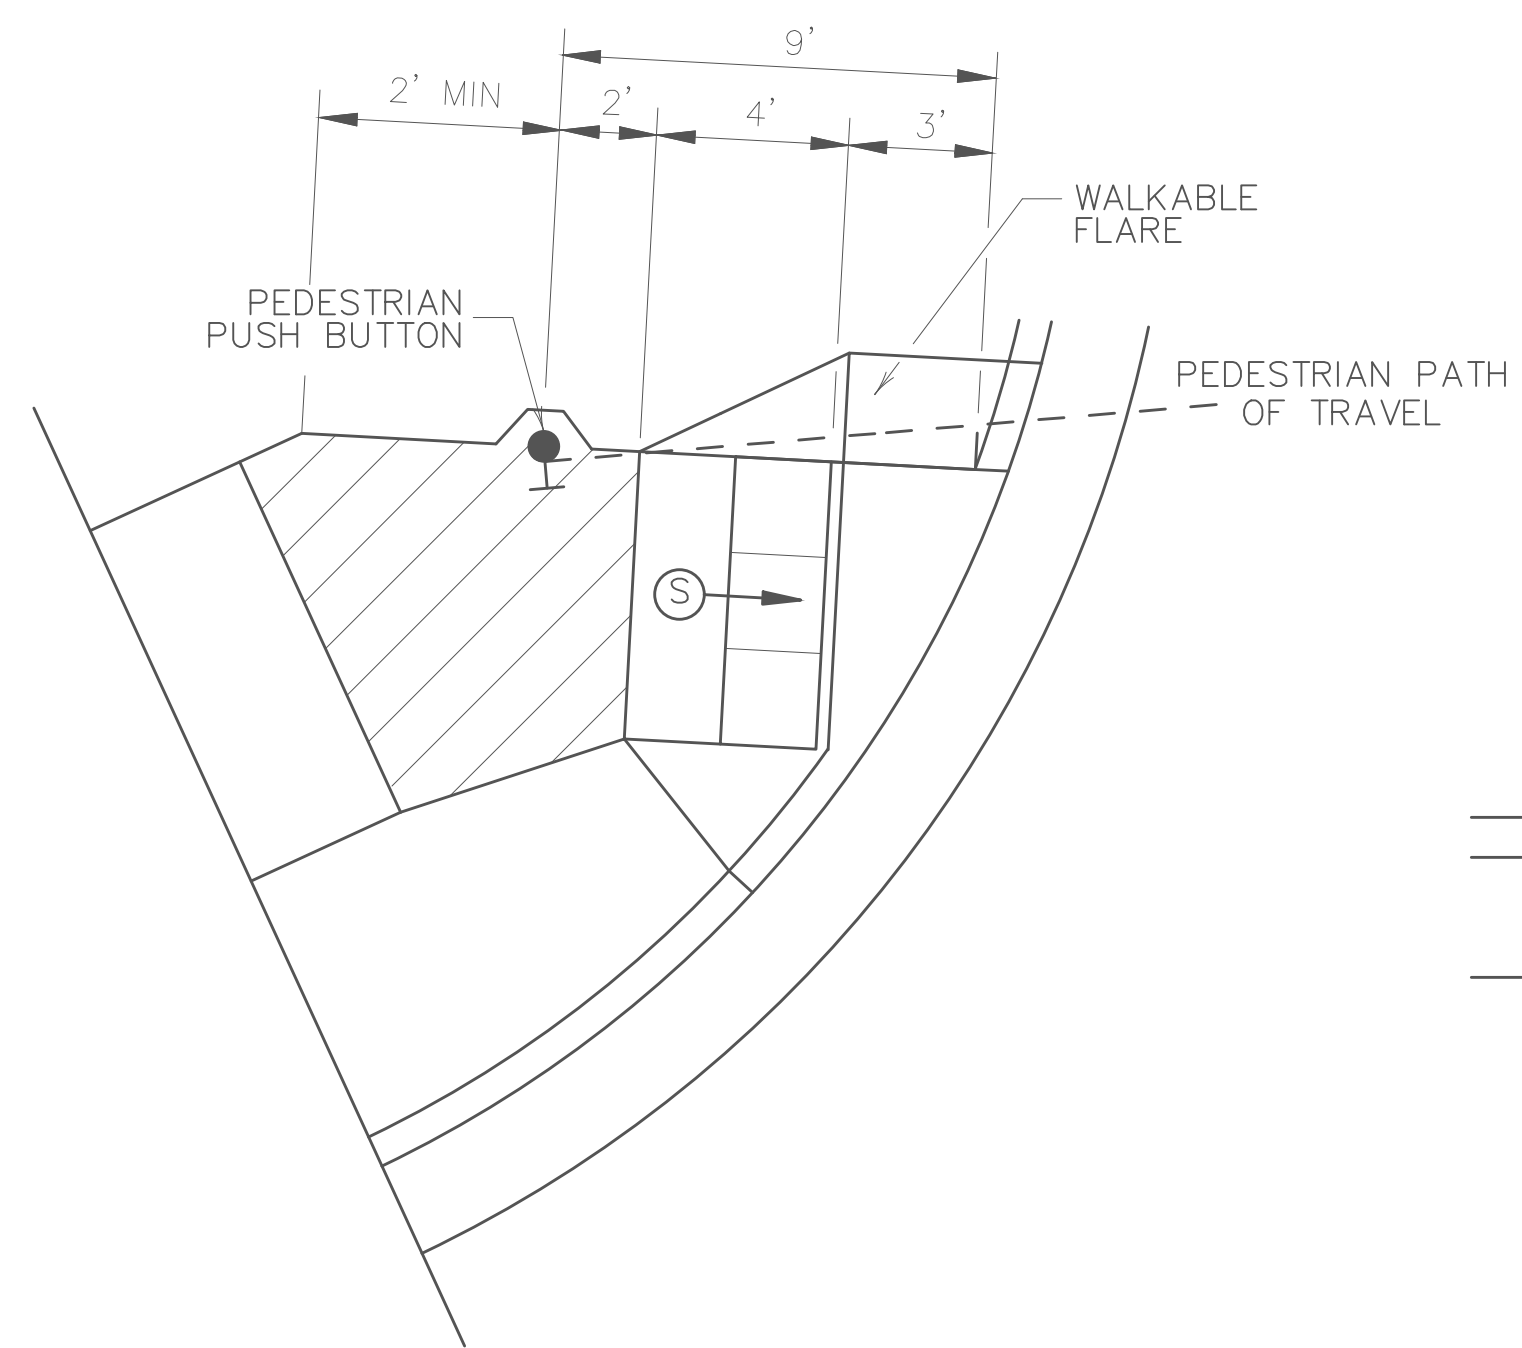 9'
2' MIN
2'
4'
3'
WALKABLE
FLARE
PEDESTRIAN
PUSH BUTTON
PEDESTRIAN PATH
OF TRAVEL
S